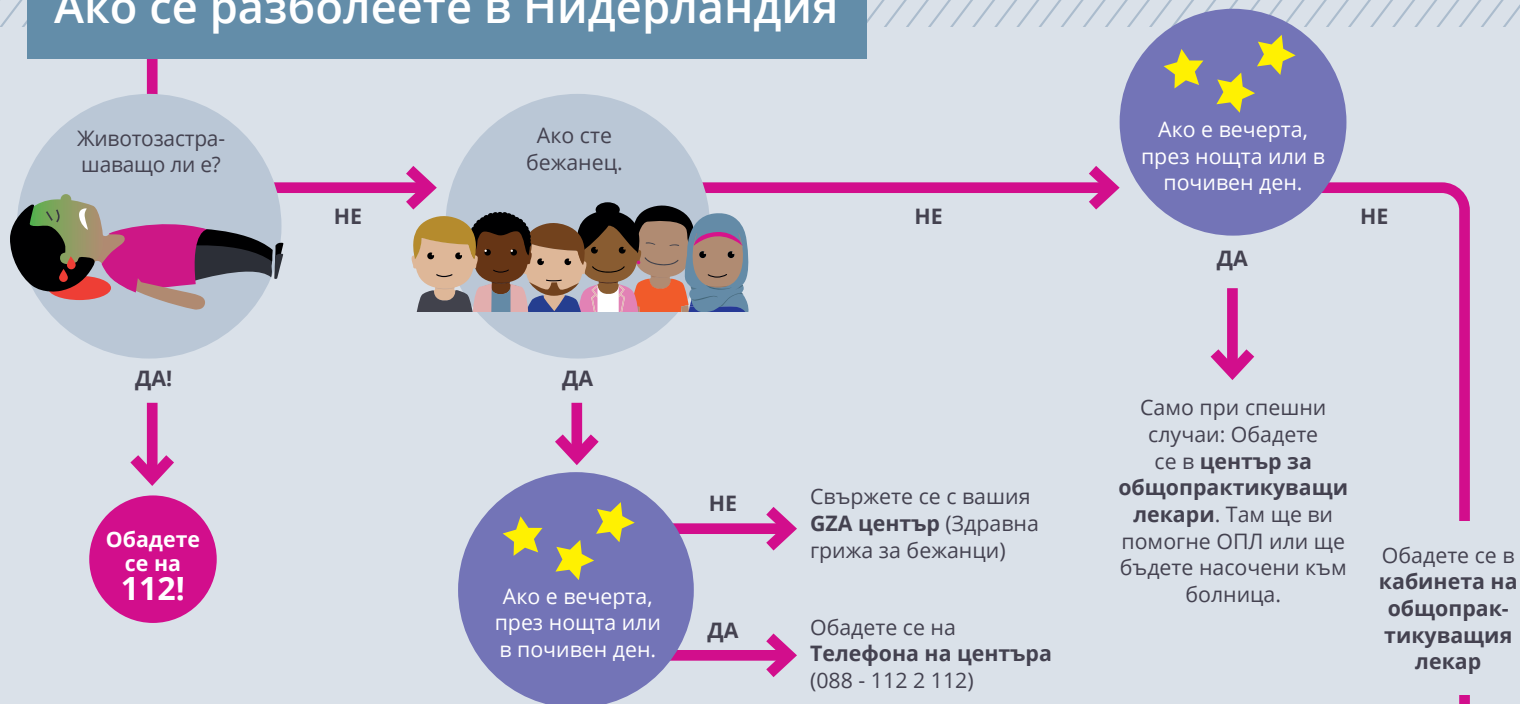 Ако се разболеете в Нидерландия
Животозастра-
шаващо ли е?
НЕ
ДА!
Обадете
се на
112!
Ако сте
бежанец.
НЕ
ДА
Ако е вечерта,
през нощта или
в почивен ден.
НЕ
Свържете се с вашия
GZA център (Здравна
грижа за бежанци)
ДА
Обадете се на
Телефона на центъра
(088 - 112 2 112)
Ако е вечерта,
през нощта или в
почивен ден.
НЕ
ДА
Само при спешни
случаи: Обадете
се в център за
общопрактикуващи
лекари. Там ще ви
помогне ОПЛ или ще
бъдете насочени към
болница.
Обадете се в
кабинета на
общопрак-
тикуващия
лекар